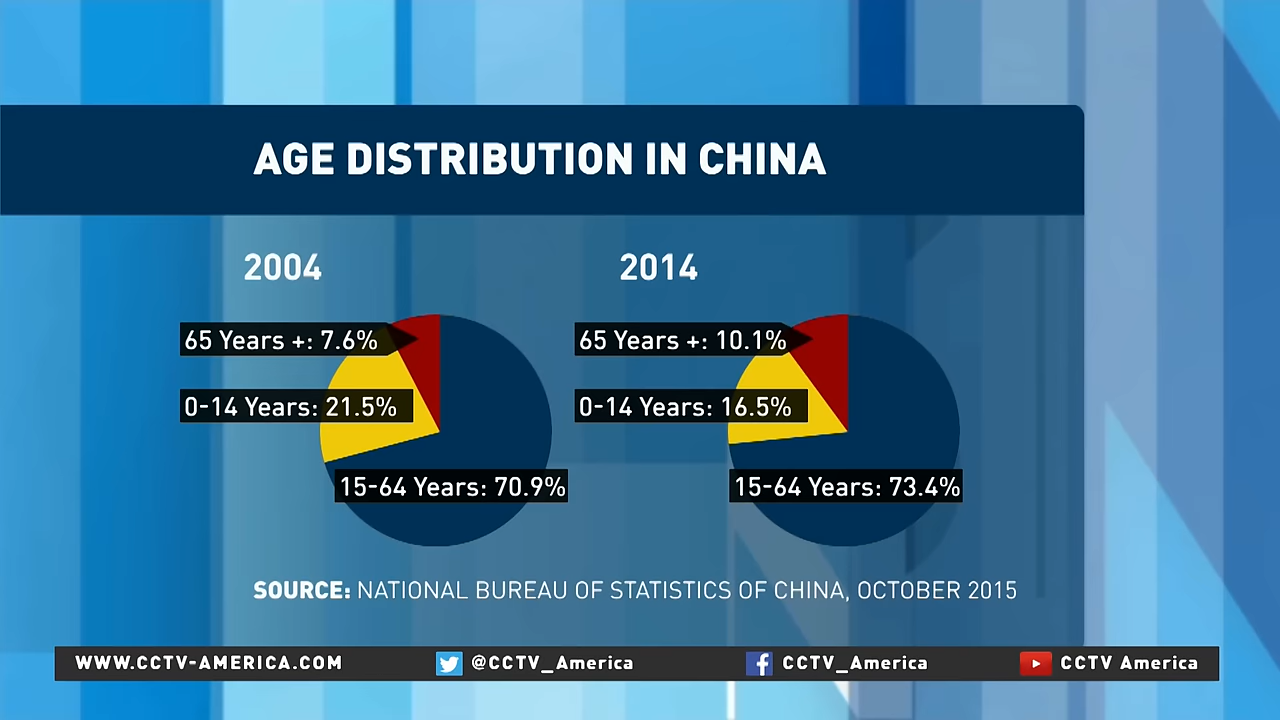 AGE DISTRIBUTION IN CHINA
2004
65 Years +: 7.6%
0-14 Years: 21.5%
15-64 Years: 70.9%
2014
65 Years +: 10.1%
0-14 Years: 16.5%
15-64 Years: 73.4%
SOURCE: NATIONAL BUREAU OF STATISTICS OF CHINA, OCTOBER 2015
WWW.CCTV-AMERICA.COM @CCTV_America CCTV_America CCTV America